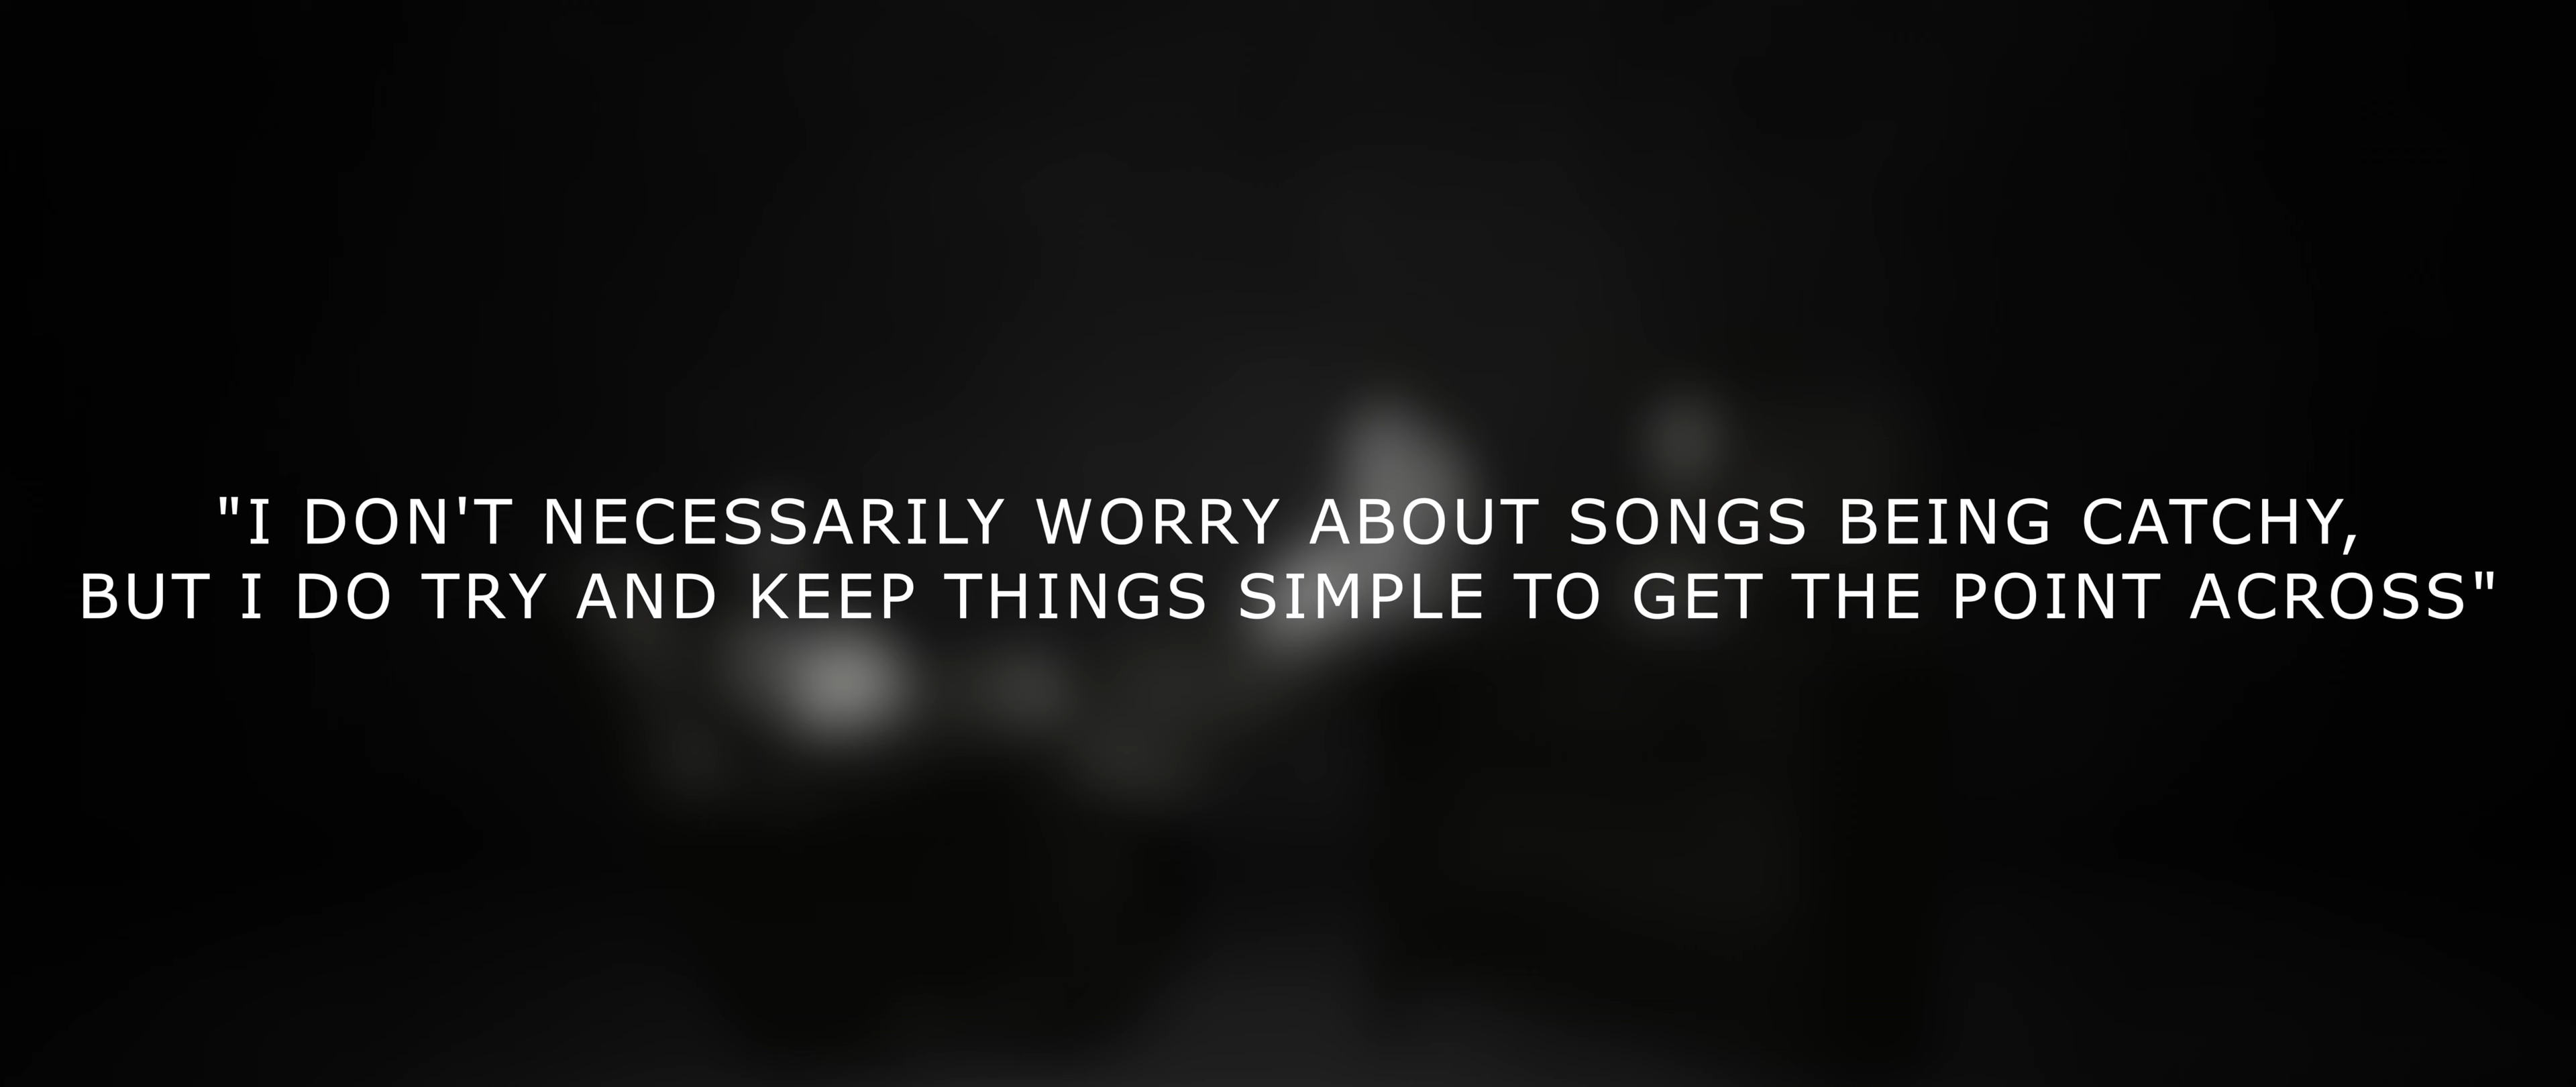 "I DON'T NECESSARILY WORRY ABOUT SONGS BEING CATCHY,
BUT I DO TRY AND KEEP THINGS SIMPLE TO GET THE POINT ACROSS"